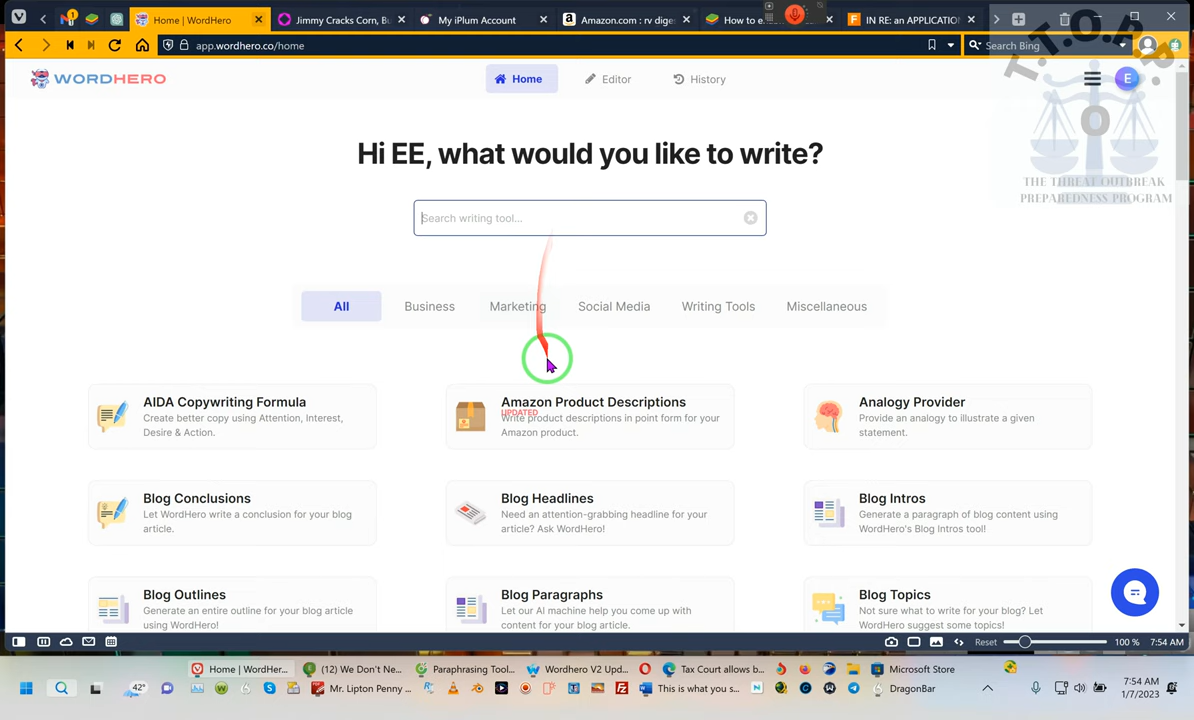 Home | WordHero
Jimmy Cracks Corn, Bu
My iPlum Account
Amazon.com : rv diges
How to e
IN RE: an APPLICATION
app.wordhero.co/home
Search Bing
WORDHERO
Home
Editor
History
E
T.T.O.P.P.
O
THE THREAT OUTBREAK
PREPAREDNESS PROGRAM
Hi EE, what would you like to write?
Search writing tool...
All
Business
Marketing
Social Media
Writing Tools
Miscellaneous
AIDA Copywriting Formula
Create better copy using Attention, Interest,
Desire & Action.
Amazon Product Descriptions
UPDATED
Write product descriptions in point form for your
Amazon product.
Analogy Provider
Provide an analogy to illustrate a given
statement.
Blog Conclusions
Let WordHero write a conclusion for your blog
article.
Blog Headlines
Need an attention-grabbing headline for your
article? Ask WordHero!
Blog Intros
Generate a paragraph of blog content using
WordHero's Blog Intros tool!
Blog Outlines
Generate an entire outline for your blog article
using WordHero!
Blog Paragraphs
Let our AI machine help you come up with
content for your blog article.
Blog Topics
Not sure what to write for your blog? Let
WordHero suggest some topics!
Reset
100 %
7:54 AM
Home | WordHer...
(12) We Don't Ne...
Paraphrasing Tool...
Wordhero V2 Upd...
Tax Court allows b...
Microsoft Store
42°
Mr. Lipton Penny ...
This is what you s...
DragonBar
7:54 AM
1/7/2023